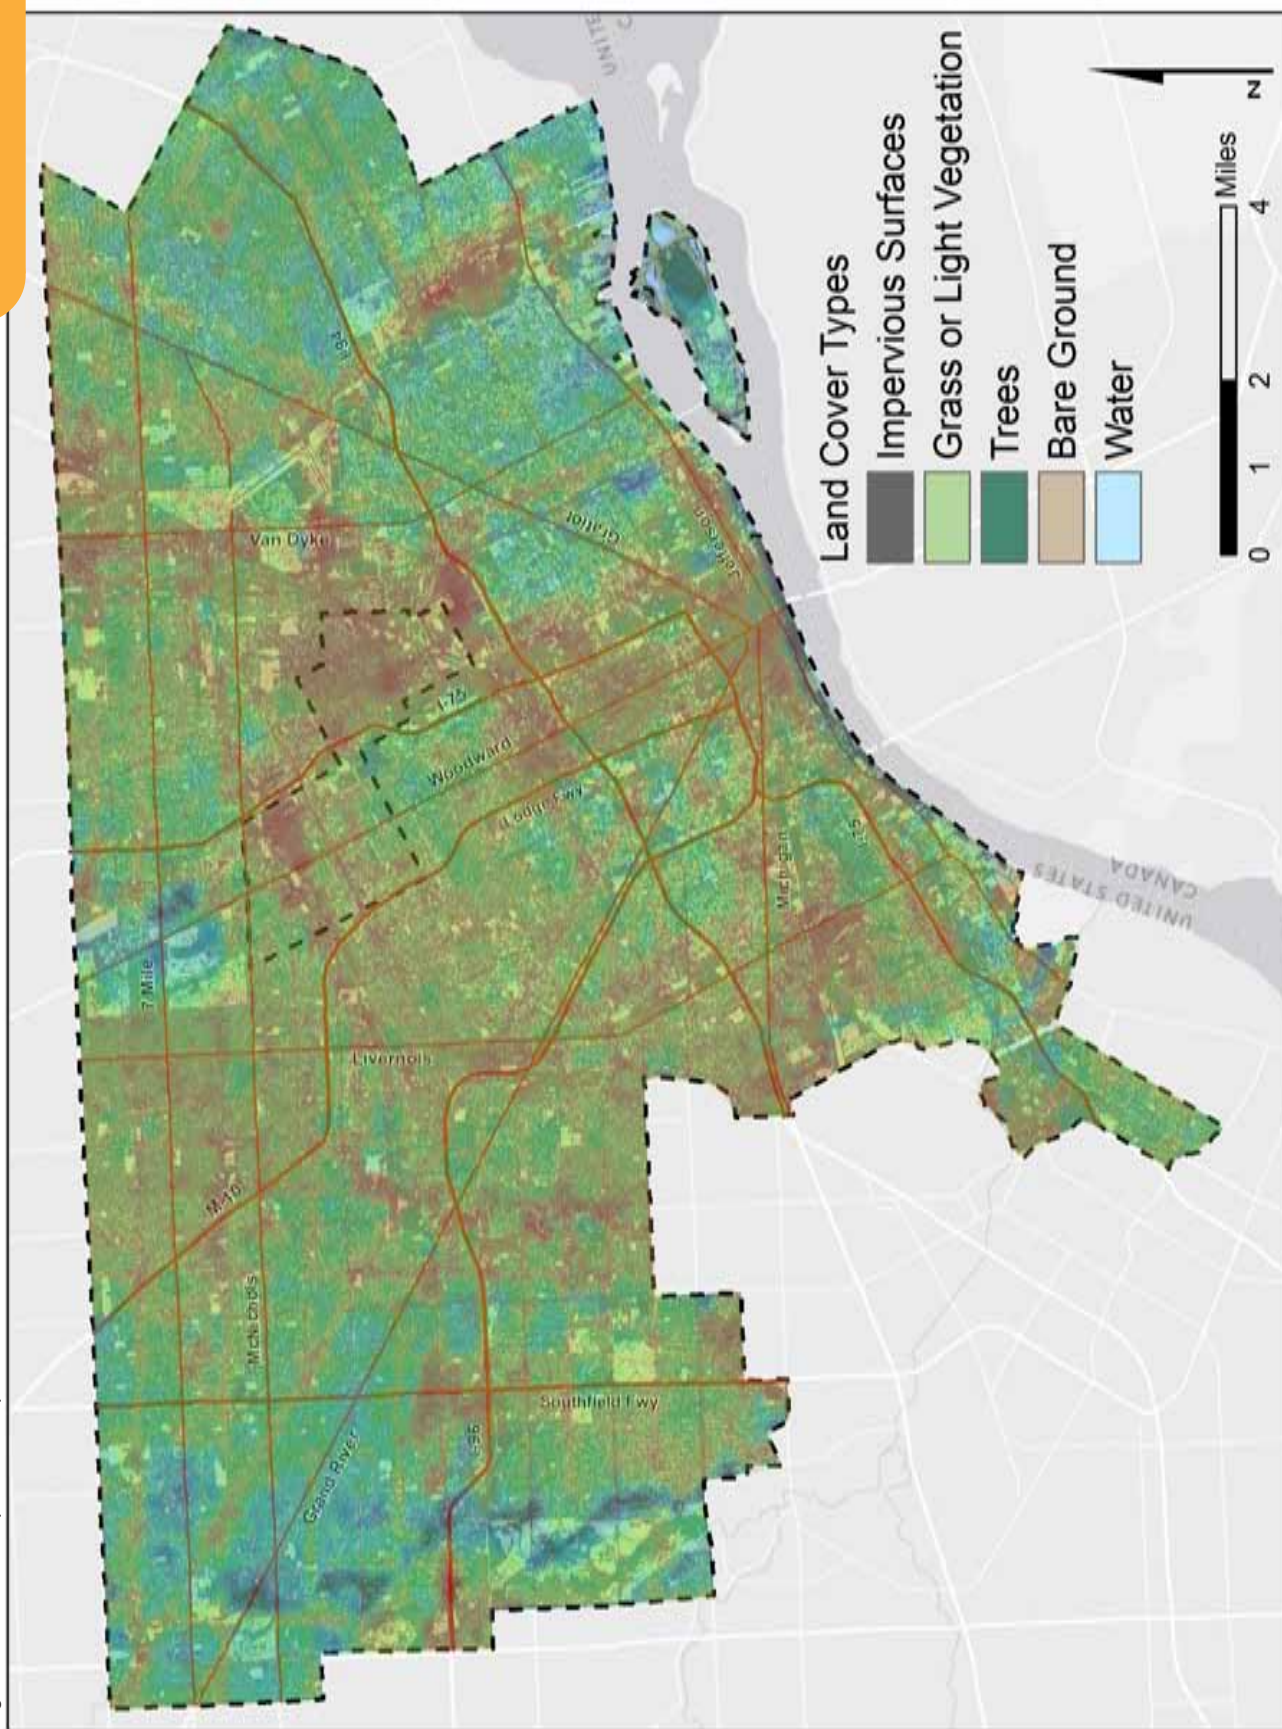 UNITE
C
I-94
Van Dyke
Gratiot
Jefferson
I-75
Woodward
Lodge Fwy
7 Mile
Livernois
Michigan
I-75
M-10
McNichols
Southfield Fwy
Grand River
I-96
UNITED STATES
CANADA
Land Cover Types
Impervious Surfaces
Grass or Light Vegetation
Trees
Bare Ground
Water
0 1 2 4
Miles
N